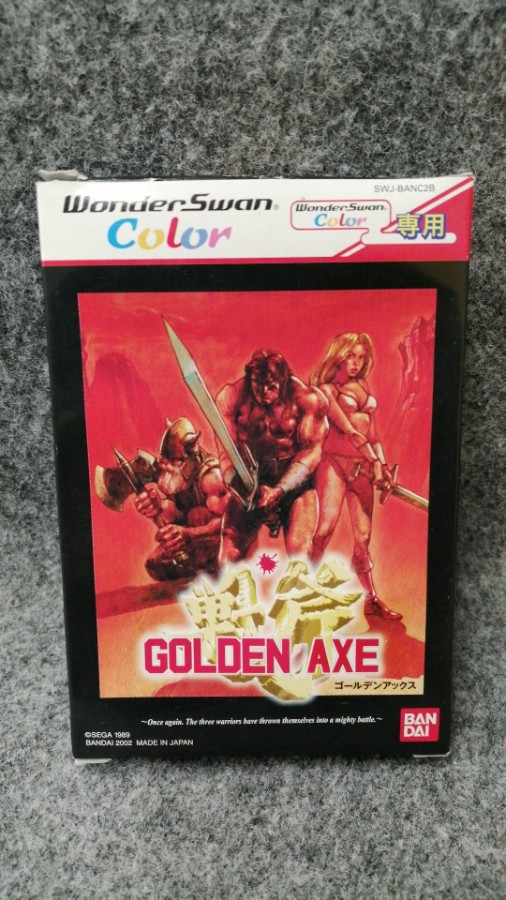 SWJ-BANC2B
WonderSwan®
Color
WonderSwan®
Color
専用
戦斧
GOLDEN AXE
ゴールデンアックス
~Once again. The three warriors have thrown themselves into a mighty battle.~
©SEGA 1989
BANDAI 2002 MADE IN JAPAN
BAN
DAI